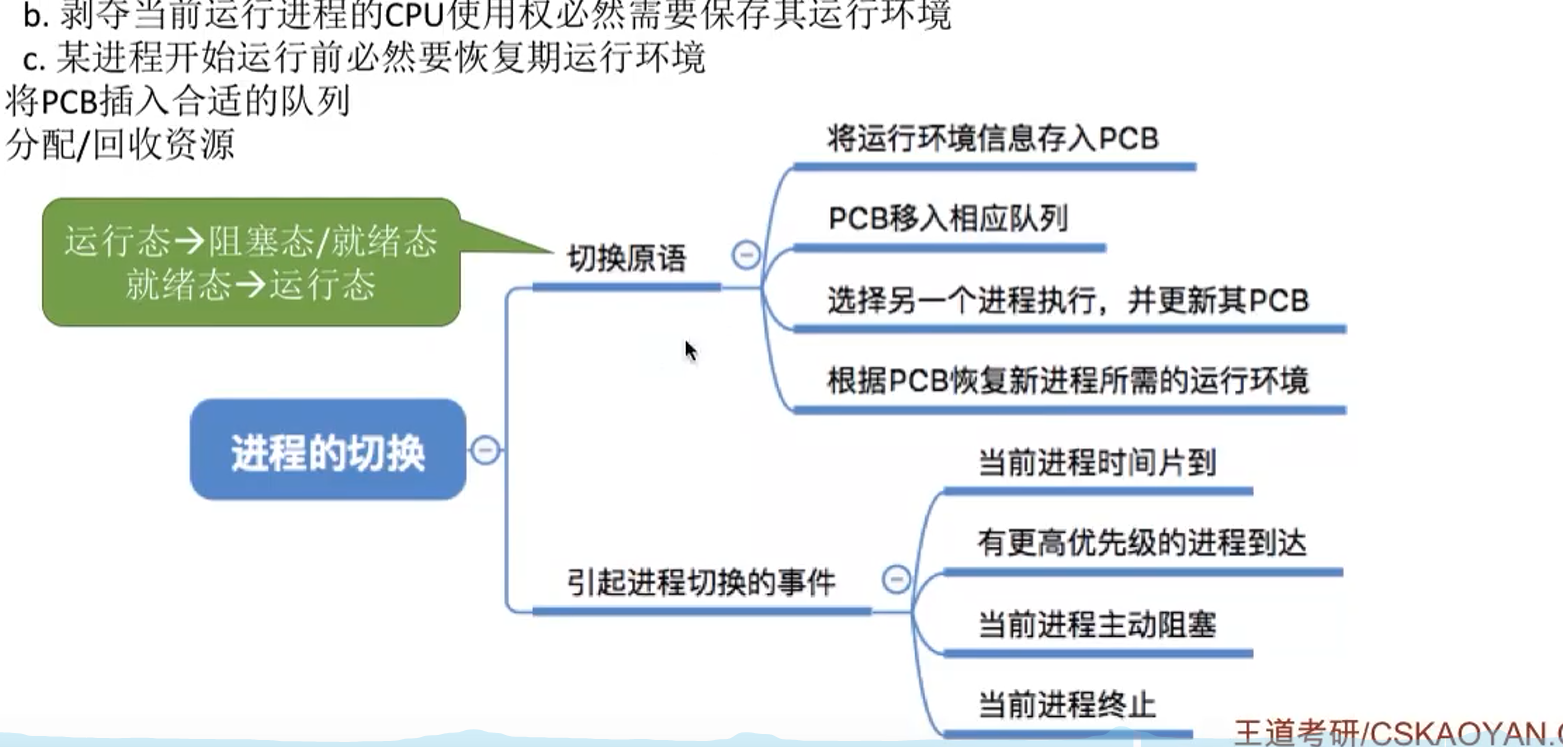 b. 剥夺当前运行进程的CPU使用权必然需要保存其运行环境
c. 某进程开始运行前必然要恢复期运行环境
将PCB插入合适的队列
分配/回收资源
将运行环境信息存入PCB
PCB移入相应队列
运行态→阻塞态/就绪态
就绪态→运行态
切换原语
选择另一个进程执行，并更新其PCB
根据PCB恢复新进程所需的运行环境
进程的切换
当前进程时间片到
有更高优先级的进程到达
引起进程切换的事件
当前进程主动阻塞
当前进程终止
王道考研/CSKAOYAN.